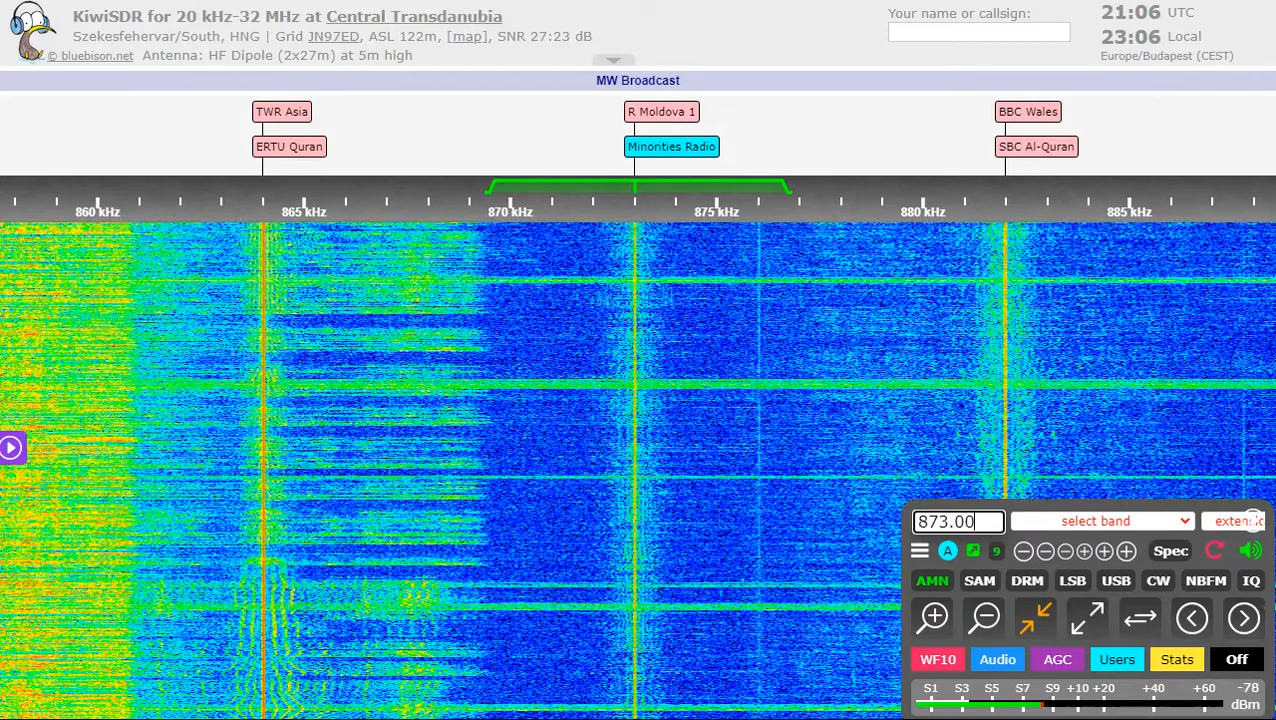 KiwiSDR for 20 kHz-32 MHz at Central Transdanubia
Szekesfehervar/South, HNG | Grid JN97ED, ASL 122m, [map], SNR 27:23 dB
© bluebison.net Antenna: HF Dipole (2x27m) at 5m high
Your name or callsign:
21:06 UTC
23:06 Local
Europe/Budapest (CEST)
MW Broadcast
TWR Asia R Moldova 1 BBC Wales
ERTU Quran Minorities Radio SBC Al-Quran
860 kHz 865 kHz 870 kHz 875 kHz 880 kHz 885 kHz
873.00 select band
A 9 Spec
AMN SAM DRM LSB USB CW NBFM IQ
WF10 Audio AGC Users Stats Off
S1 S3 S5 S7 S9 +10 +20 +40 +60 -78
dBm